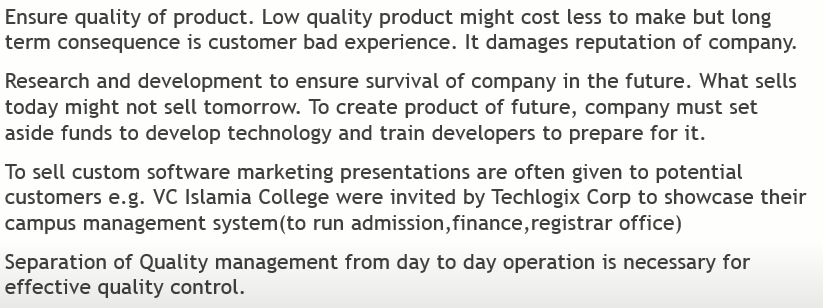 Ensure quality of product. Low quality product might cost less to make but long
term consequence is customer bad experience. It damages reputation of company.
Research and development to ensure survival of company in the future. What sells
today might not sell tomorrow. To create product of future, company must set
aside funds to develop technology and train developers to prepare for it.
To sell custom software marketing presentations are often given to potential
customers e.g. VC Islamia College were invited by Techlogix Corp to showcase their
campus management system(to run admission,finance,registrar office)
Separation of Quality management from day to day operation is necessary for
effective quality control.